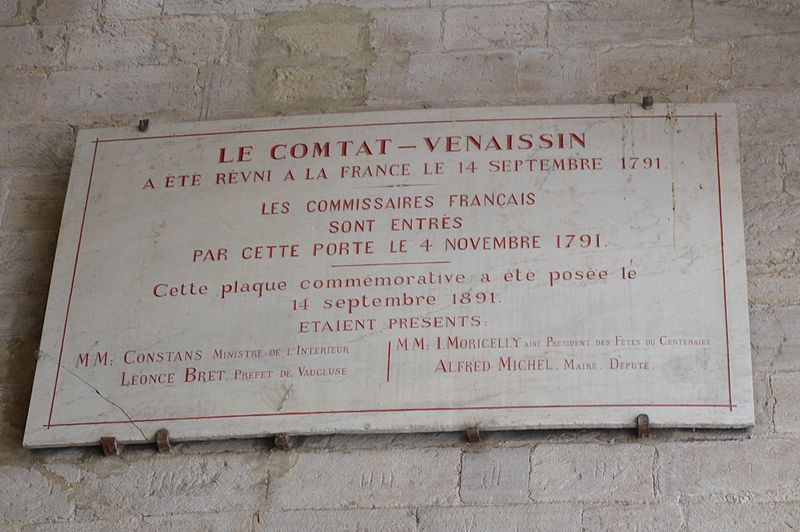 LE COMTAT – VENAISSIN
A ÉTÉ RÉVNI A LA FRANCE LE 14 SEPTEMBRE 1791.
LES COMMISSAIRES FRANÇAIS
SONT ENTRÉS
PAR CETTE PORTE LE 4 NOVEMBRE 1791.
Cette plaque commémorative a été posée le
14 septembre 1891.
ETAIENT PRESENTS:
MM. CONSTANS MINISTRE DE L'INTERIEUR
LEONCE BRET, PREFET DE VAUCLUSE
MM. I. MORICELLY AINÉ PRESIDENT DES FÊTES DU CENTENAIRE
ALFRED MICHEL, MAIRE, DÉPUTÉ.